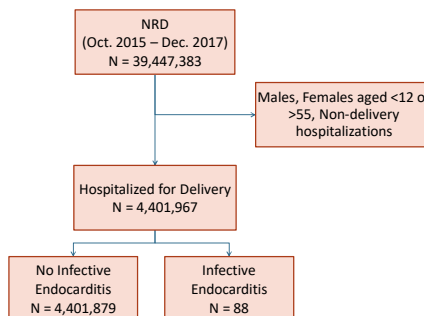 NRD
(Oct. 2015 – Dec. 2017)
N = 39,447,383
Males, Females aged <12 o
>55, Non-delivery
hospitalizations
Hospitalized for Delivery
N = 4,401,967
No Infective
Endocarditis
N = 4,401,879
Infective
Endocarditis
N = 88